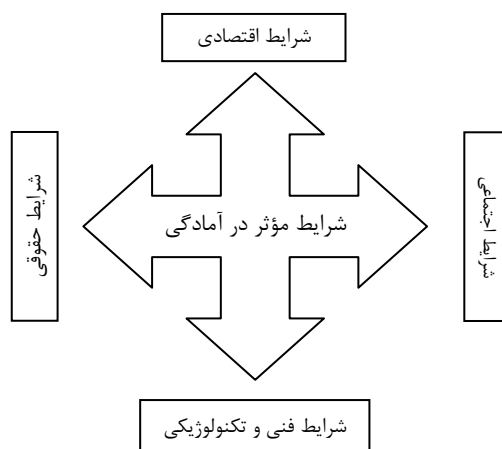 شرایط اقتصادی
شرایط اجتماعی
شرایط مؤثر در آمادگی
شرایط حقوقی
شرایط فنی و تکنولوژیکی